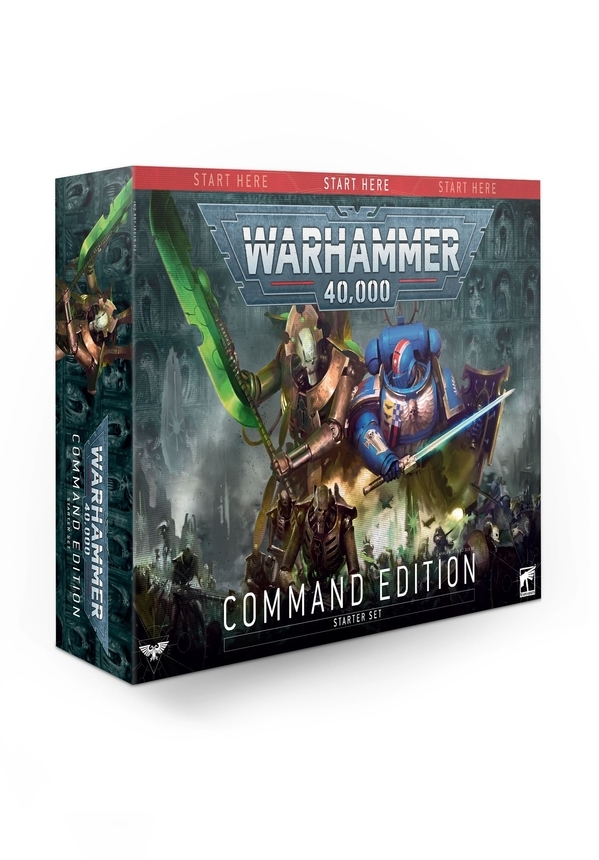 START HERE START HERE START HERE
WARHAMMER
40,000
COMMAND EDITION
STARTER SET
WARHAMMER
40,000
COMMAND EDITION
STARTER SET